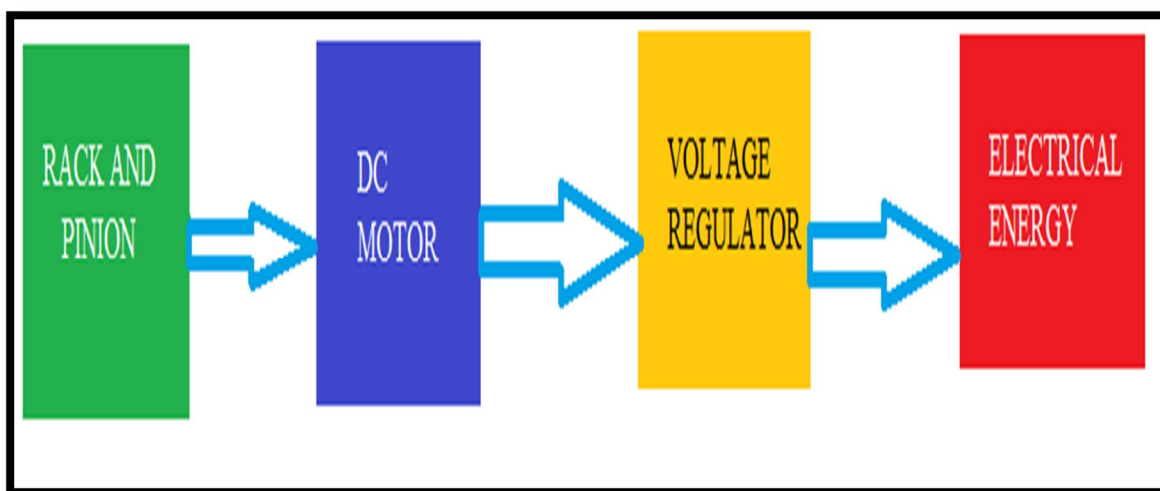 RACK AND
PINION
DC
MOTOR
VOLTAGE
REGULATOR
ELECTRICAL
ENERGY